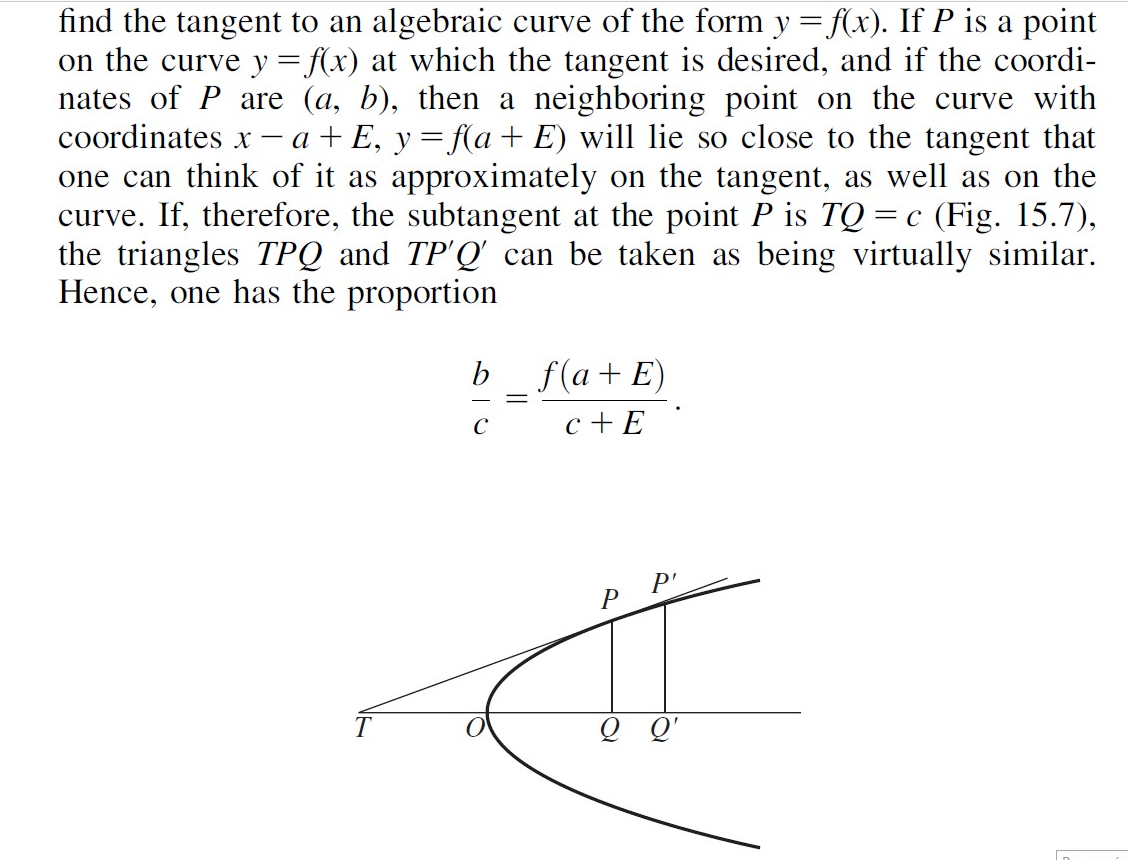 find the tangent to an algebraic curve of the form y = f(x). If P is a point
on the curve y = f(x) at which the tangent is desired, and if the coordi-
nates of P are (a, b), then a neighboring point on the curve with
coordinates x − a + E, y = f(a + E) will lie so close to the tangent that
one can think of it as approximately on the tangent, as well as on the
curve. If, therefore, the subtangent at the point P is TQ = c (Fig. 15.7),
the triangles TPQ and TP'Q' can be taken as being virtually similar.
Hence, one has the proportion
b/c = f(a + E)/c + E.
P P'
T O Q Q'